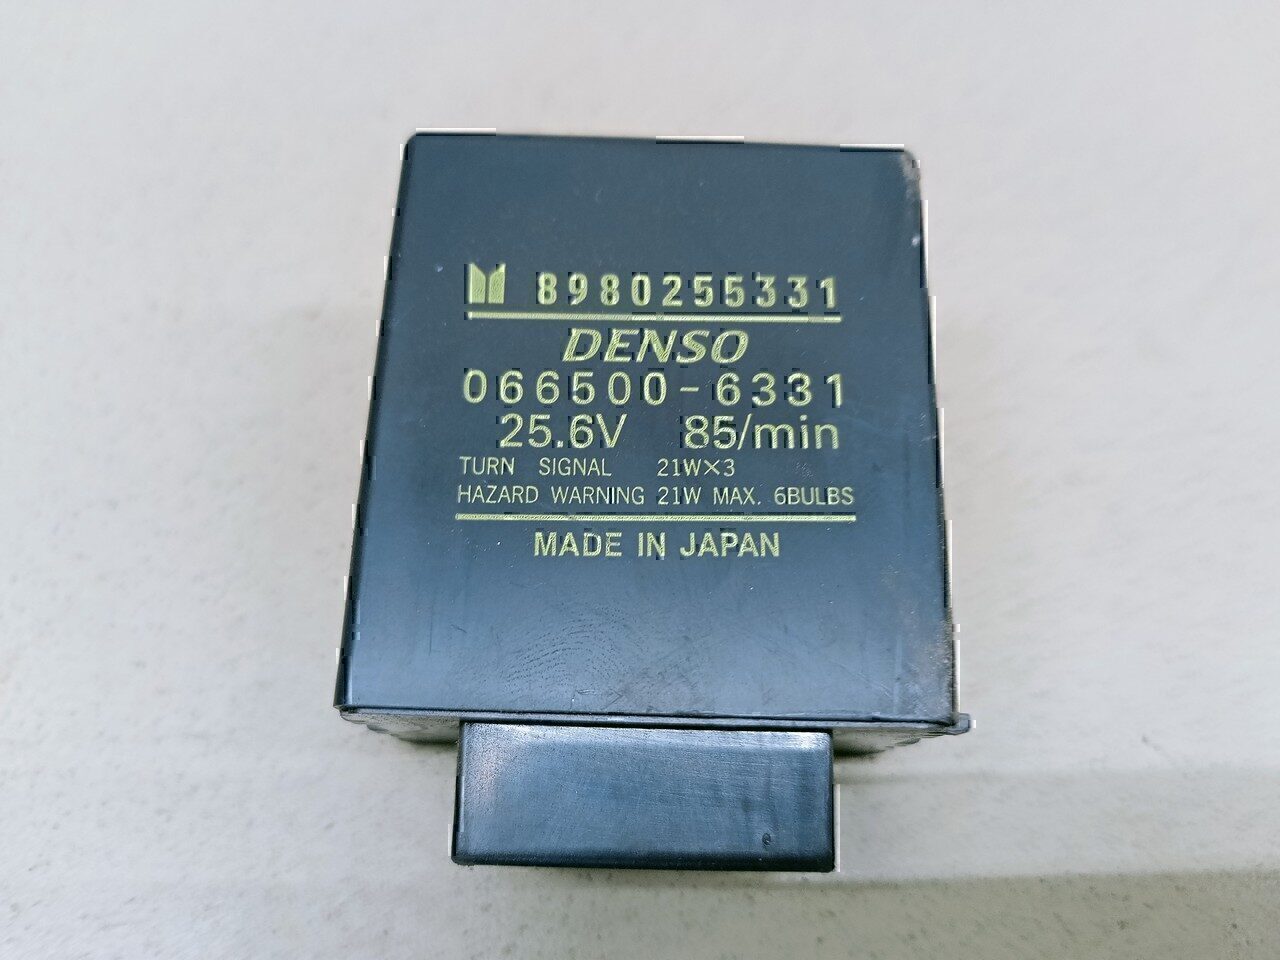 8980255331
DENSO
066500-6331
25.6V 85/min
TURN SIGNAL 21W×3
HAZARD WARNING 21W MAX. 6BULBS
MADE IN JAPAN